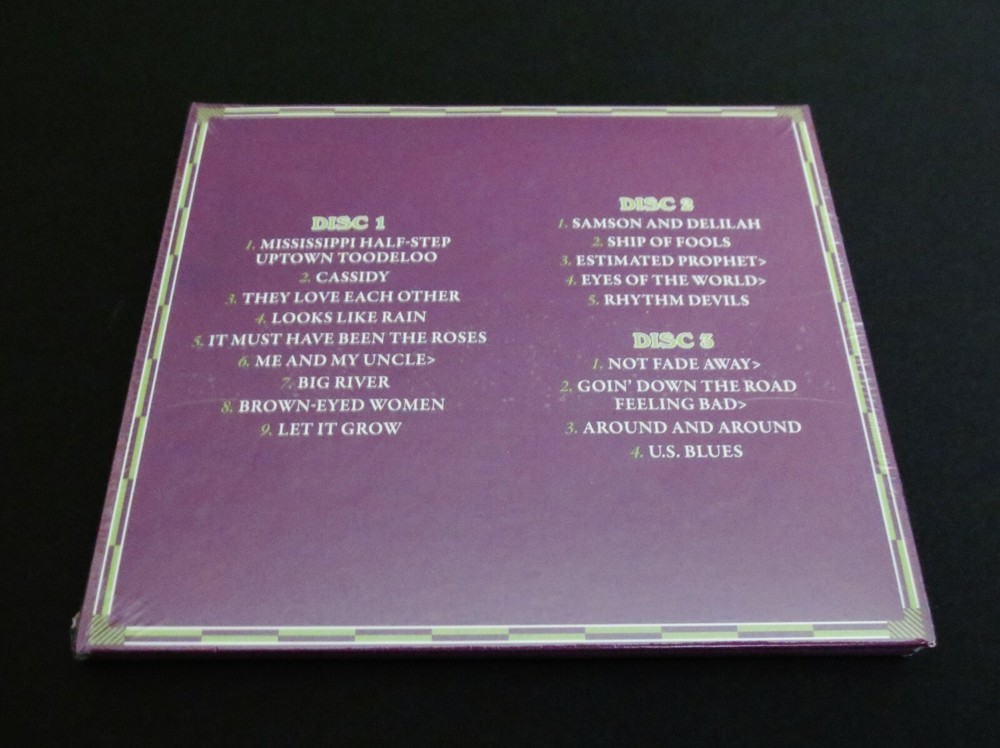 DISC 1
1. MISSISSIPPI HALF-STEP
UPTOWN TOODELOO
2. CASSIDY
3. THEY LOVE EACH OTHER
4. LOOKS LIKE RAIN
5. IT MUST HAVE BEEN THE ROSES
6. ME AND MY UNCLE>
7. BIG RIVER
8. BROWN-EYED WOMEN
9. LET IT GROW
DISC 2
1. SAMSON AND DELILAH
2. SHIP OF FOOLS
3. ESTIMATED PROPHET>
4. EYES OF THE WORLD>
5. RHYTHM DEVILS
DISC 3
1. NOT FADE AWAY>
2. GOIN' DOWN THE ROAD
FEELING BAD>
3. AROUND AND AROUND
4. U.S. BLUES